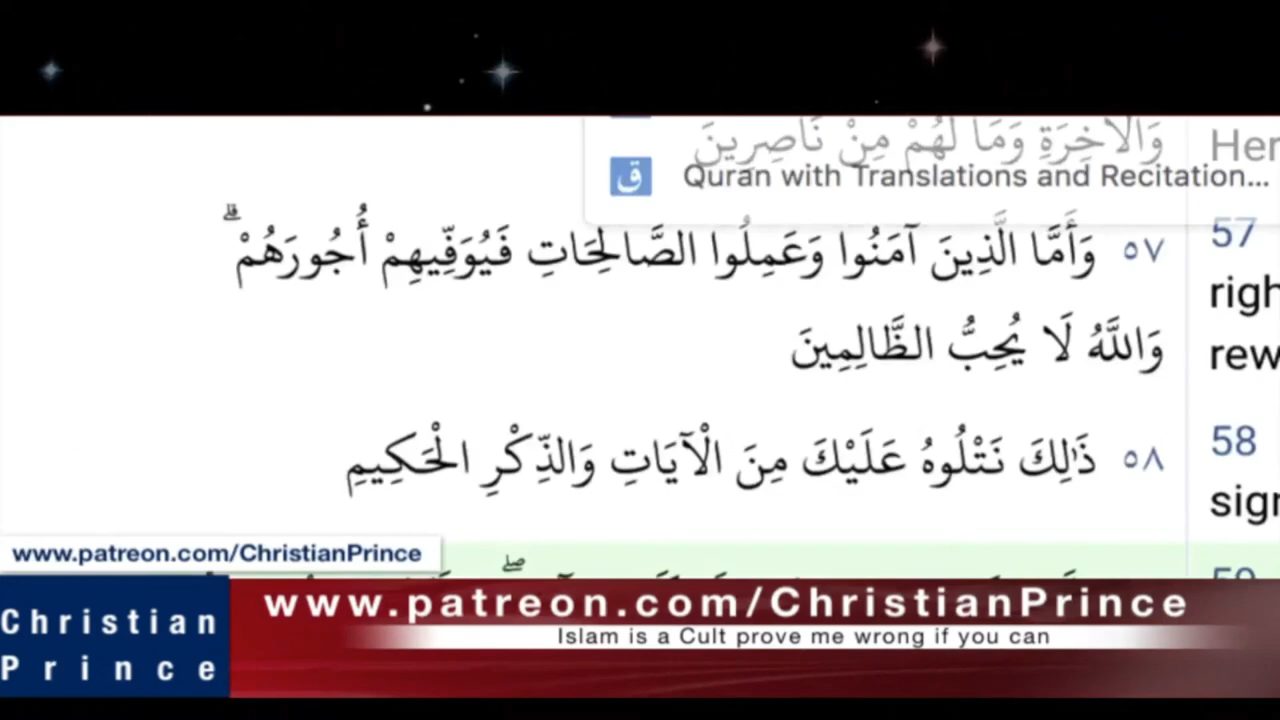 وَالْآخِرَةِ وَمَا لَهُمْ مِنْ نَاصِرِينَ
Her
ق Quran with Translations and Recitation...
٥٧ وَأَمَّا الَّذِينَ آمَنُوا وَعَمِلُوا الصَّالِحَاتِ فَيُوَفِّيهِمْ أُجُورَهُمْ ۗ
57
righ
وَاللَّهُ لَا يُحِبُّ الظَّالِمِينَ
rew
٥٨ ذَٰلِكَ نَتْلُوهُ عَلَيْكَ مِنَ الْآيَاتِ وَالذِّكْرِ الْحَكِيمِ
58
sign
www.patreon.com/ChristianPrince
Christian
Prince
www.patreon.com/ChristianPrince
Islam is a Cult prove me wrong if you can